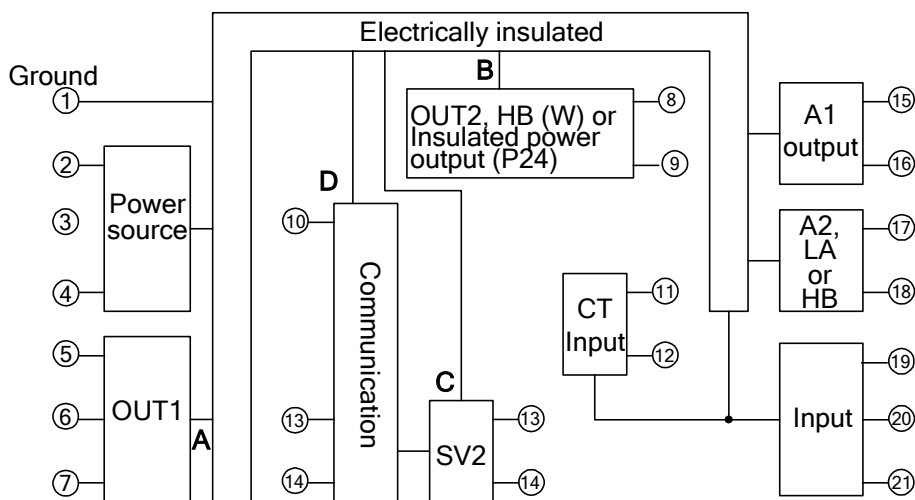 Electrically insulated
Ground
1
B
OUT2, HB (W) or
Insulated power
output (P24)
8
9
A1
output
15
16
2
3
4
Power
source
D
10
Communication
13
14
A2,
LA
or
HB
17
18
CT
Input
11
12
5
6
7
OUT1
A
C
SV2
13
14
Input
19
20
21